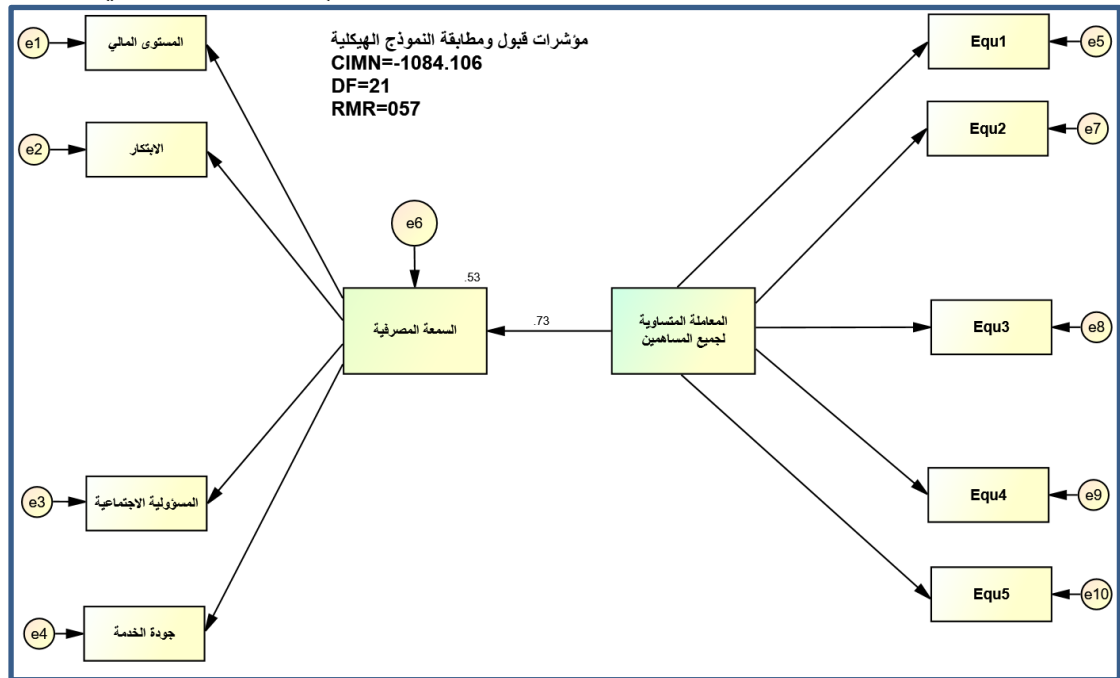 مؤشرات قبول ومطابقة النموذج الهيكلية
CIMN=-1084.106
DF=21
RMR=057
e1
المستوى المالي
e2
الابتكار
e3
المسؤولية الاجتماعية
e4
جودة الخدمة
e6
.53
السمعة المصرفية
.73
المعاملة المتساوية
لجميع المساهمين
Equ1
e5
Equ2
e7
Equ3
e8
Equ4
e9
Equ5
e10